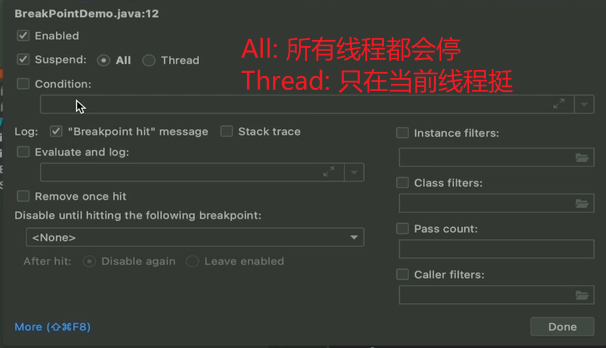 BreakPointDemo.java:12
Enabled
Suspend: All Thread
All: 所有线程都会停
Thread: 只在当前线程挺
Condition:
Log: "Breakpoint hit" message Stack trace
Instance filters:
Evaluate and log:
Class filters:
Remove once hit
Disable until hitting the following breakpoint:
Pass count:
<None>
After hit: Disable again Leave enabled
Caller filters:
More (⇧⌘F8)
Done